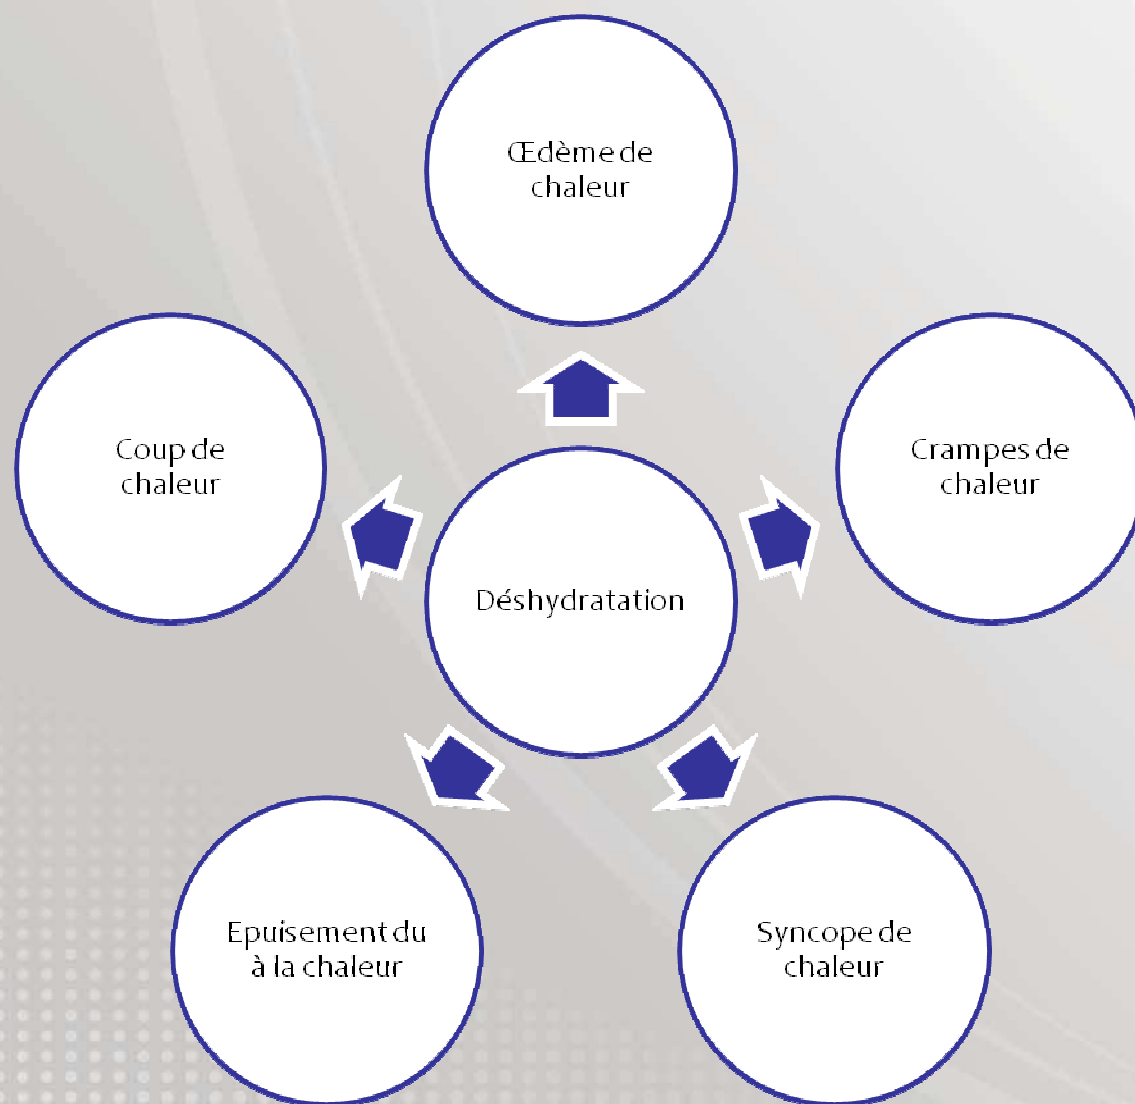 Œdème de
chaleur
Coup de
chaleur
Crampes de
chaleur
Déshydratation
Epuisement du
à la chaleur
Syncope de
chaleur